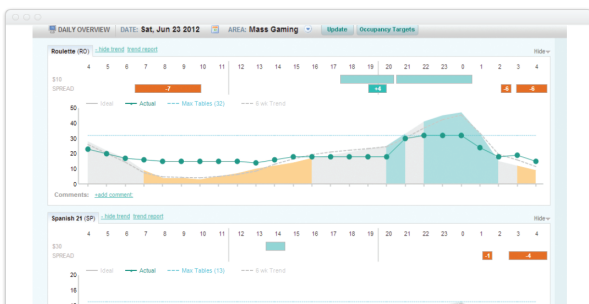 DAILY OVERVIEW DATE: Sat, Jun 23 2012 AREA: Mass Gaming Update Occupancy Targets
Roulette (RO) - hide trend trend report Hide
4 5 6 7 8 9 10 11 12 13 14 15 16 17 18 19 20 21 22 23 0 1 2 3 4
$10
SPREAD -7 +4 -6 -8
Ideal Actual Max Tables (32) 8 wk Trend
50
40
30
20
10
0
Comments: +add comment
Spanish 21 (SP) - hide trend trend report Hide
4 5 6 7 8 9 10 11 12 13 14 15 16 17 18 19 20 21 22 23 0 1 2 3 4
$30
SPREAD -1 -4
Ideal Actual Max Tables (13) 8 wk Trend
20